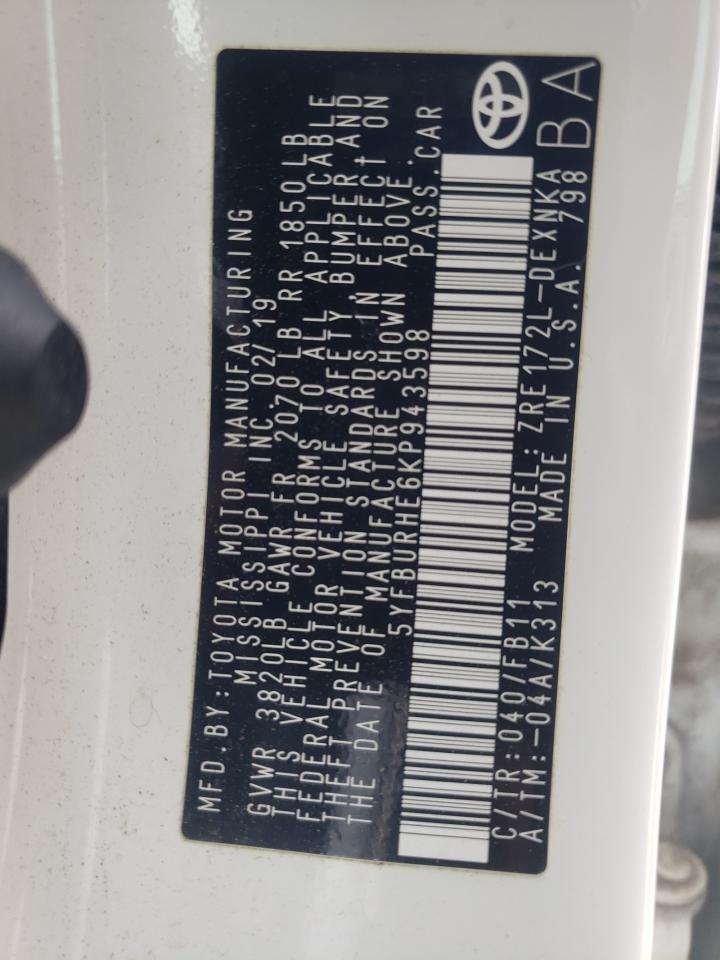 MFD.BY:TOYOTA MOTOR MANUFACTURING
MISSISSIPPI INC. 02/19
GVWR 3820LB GAWR FR 2070 LB RR 1850 LB
THIS VEHICLE CONFORMS TO ALL APPLICABLE
FEDERAL MOTOR VEHICLE SAFETY, BUMPER, AND
THEFT PREVENTION STANDARDS IN EFFECT ON
THE DATE OF MANUFACTURE SHOWN ABOVE.
5YFBURHE6KP943598 PASS.CAR
C/TR:040/FB11 MODEL: ZRE172L-DEXNKA
A/TM:-04A/K313 MADE IN U.S.A. 798
BA